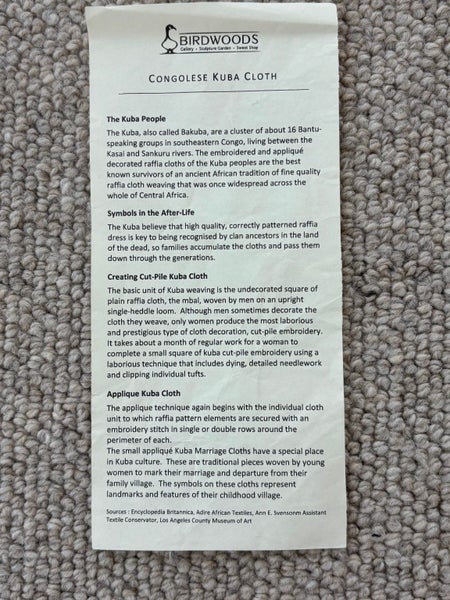 BIRDWOODS
Gallery • Sculpture Garden • Sweet Shop
CONGOLESE KUBA CLOTH
The Kuba People
The Kuba, also called Bakuba, are a cluster of about 16 Bantu-
speaking groups in southeastern Congo, living between the
Kasai and Sankuru rivers. The embroidered and appliqué
decorated raffia cloths of the Kuba peoples are the best
known survivors of an ancient African tradition of fine quality
raffia cloth weaving that was once widespread across the
whole of Central Africa.
Symbols in the After-Life
The Kuba believe that high quality, correctly patterned raffia
dress is key to being recognised by clan ancestors in the land
of the dead, so families accumulate the cloths and pass them
down through the generations.
Creating Cut-Pile Kuba Cloth
The basic unit of Kuba weaving is the undecorated square of
plain raffia cloth, the mbal, woven by men on an upright
single-heddle loom. Although men sometimes decorate the
cloth they weave, only women produce the most laborious
and prestigious type of cloth decoration, cut-pile embroidery.
It takes about a month of regular work for a woman to
complete a small square of kuba cut-pile embroidery using a
laborious technique that includes dying, detailed needlework
and clipping individual tufts.
Applique Kuba Cloth
The applique technique again begins with the individual cloth
unit to which raffia pattern elements are secured with an
embroidery stitch in single or double rows around the
perimeter of each.
The small appliqué Kuba Marriage Cloths have a special place
in Kuba culture. These are traditional pieces woven by young
women to mark their marriage and departure from their
family village. The symbols on these cloths represent
landmarks and features of their childhood village.
Sources : Encyclopedia Britannica, Adire African Textiles, Ann E. Svensonm Assistant
Textile Conservator, Los Angeles County Museum of Art